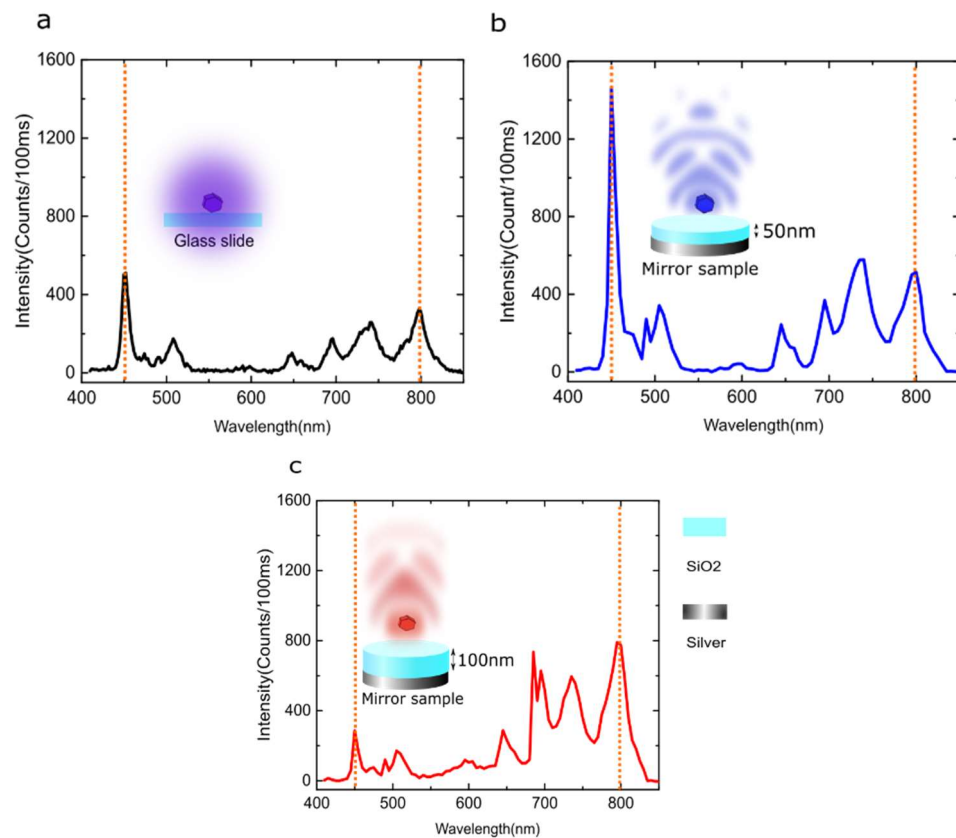 a
1600
1200
800
400
0
Intensity(Counts/100ms)
Glass slide
400 500 600 700 800
Wavelength(nm)
b
1600
1200
800
400
0
Intensity(Count/100ms)
50nm
Mirror sample
400 500 600 700 800
Wavelength(nm)
c
1600
1200
800
400
0
Intensity(Counts/100ms)
100nm
Mirror sample
400 500 600 700 800
Wavelength(nm)
SiO2
Silver